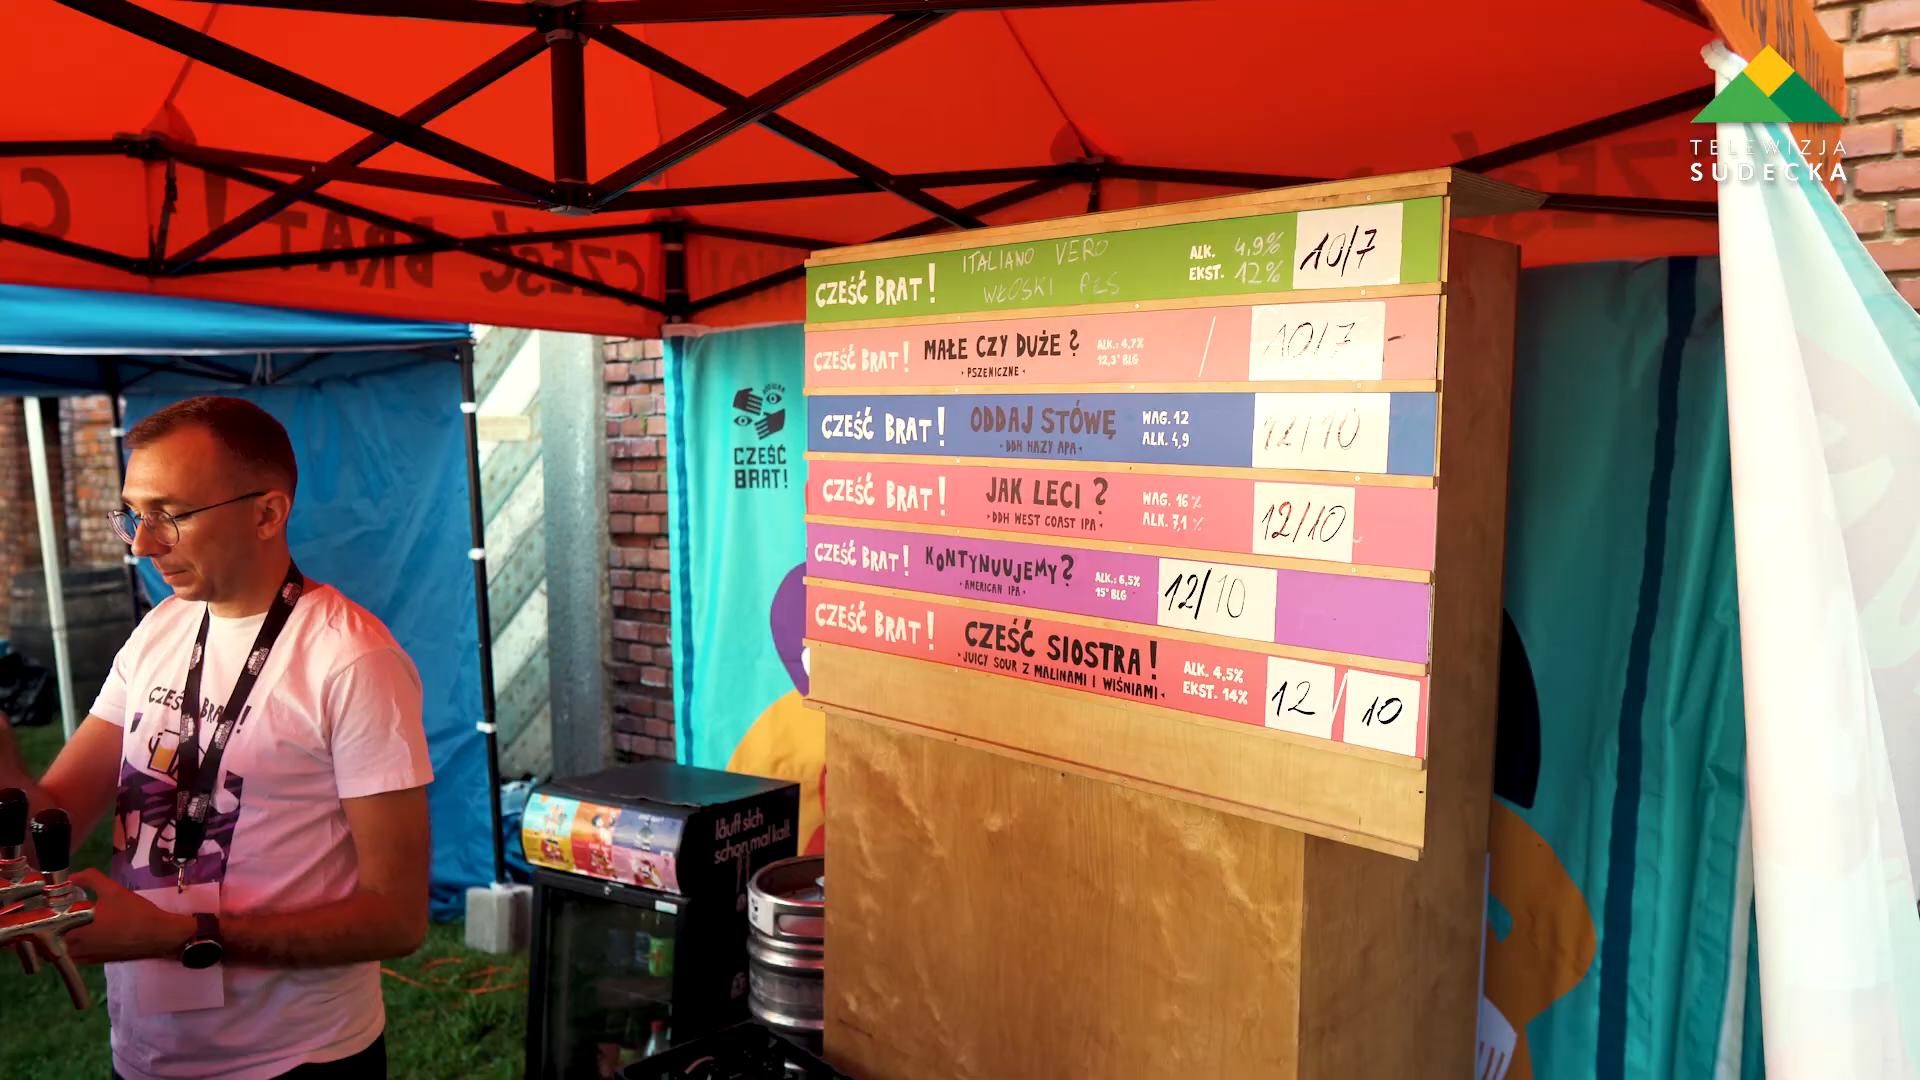 TELEWIZJA
SUDECKA
CZEŚĆ BRAT!
ITALIANO VERO
WŁOSKI PLS
ALK. 4,9%
EKST. 12%
10/7
CZEŚĆ BRAT!
MAŁE CZY DUŻE?
• PSZENICZNE •
ALK.: 4,7%
12,3° BLG
/
10/7,-
CZEŚĆ BRAT!
ODDAJ STÓWĘ
• DDH HAZY APA •
WAG. 12
ALK. 4,9
12/10
CZEŚĆ BRAT!
JAK LECI?
• DDH WEST COAST IPA •
WAG. 16%
ALK. 7,1%
12/10
CZEŚĆ BRAT!
KONTYNUUJEMY?
• AMERICAN IPA •
ALK.: 6,5%
15° BLG
12/10
CZEŚĆ BRAT!
CZEŚĆ SIOSTRA!
• JUICY SOUR Z MALINAMI I WIŚNIAMI •
ALK. 4,5%
EKST. 14%
12/10
CZEŚĆ
BRAT!
BRAT!
CZEŚĆ
CZEŚĆ BRA!
läuft sich
schon mal kalt